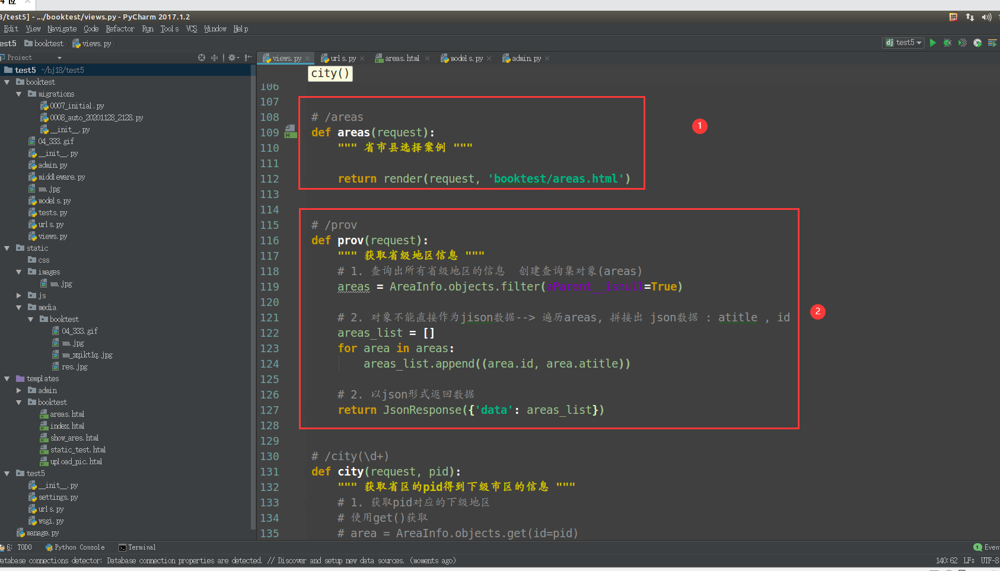 3/test5] - .../booktest/views.py - PyCharm 2017.1.2
Edit View Navigate Code Refactor Run Tools VCS Window Help
est5 booktest views.py
dj test5
Project
views.py urls.py areas.html models.py admin.py
city()
test5 ~/bj18/test5
booktest
migrations
0007_initial.py
0008_auto_20201128_2128.py
__init__.py
04_333.gif
__init__.py
admin.py
middleware.py
mm.jpg
models.py
tests.py
urls.py
views.py
static
css
images
mm.jpg
js
media
booktest
04_333.gif
mm.jpg
mm_xqikt1q.jpg
res.jpg
templates
admin
booktest
areas.html
index.html
show_ares.html
static_test.html
upload_pic.html
test5
__init__.py
settings.py
urls.py
wsgi.py
manage.py
106
107
108 # /areas
109 def areas(request):
110 """ 省市县选择案例 """
111
112 return render(request, 'booktest/areas.html')
113
114
115 # /prov
116 def prov(request):
117 """ 获取省级地区信息 """
118 # 1. 查询出所有省级地区的信息 创建查询集对象(areas)
119 areas = AreaInfo.objects.filter(aParent__isnull=True)
120
121 # 2. 对象不能直接作为jison数据--> 遍历areas, 拼接出 json数据 : atitle , id
122 areas_list = []
123 for area in areas:
124 areas_list.append((area.id, area.atitle))
125
126 # 2. 以json形式返回数据
127 return JsonResponse({'data': areas_list})
128
129
130 # /city(\d+)
131 def city(request, pid):
132 """ 获取省区的pid得到下级市区的信息 """
133 # 1. 获取pid对应的下级地区
134 # 使用get()获取
135 # area = AreaInfo.objects.get(id=pid)
1
2
6: TODO Python Console Terminal
1 Even
atabase connections detector: Database connection properties are detected. // Discover and setup new data sources. (moments ago)
140:62 LF÷ UTF-8